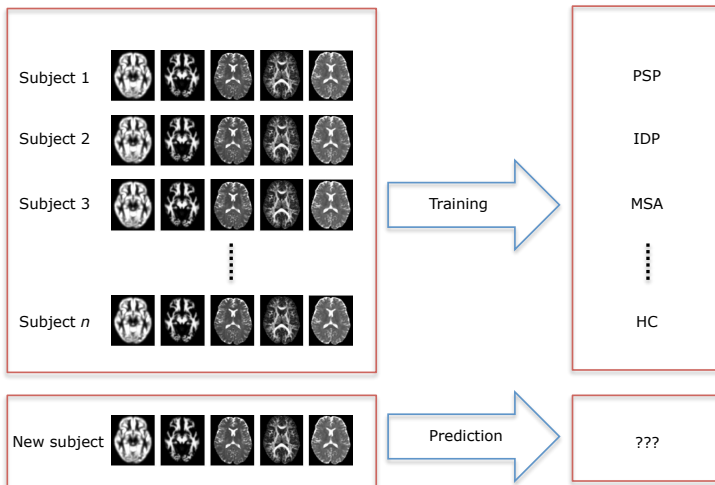 Subject 1
PSP
Subject 2
IDP
Subject 3
Training
MSA
Subject n
HC
New subject
Prediction
???